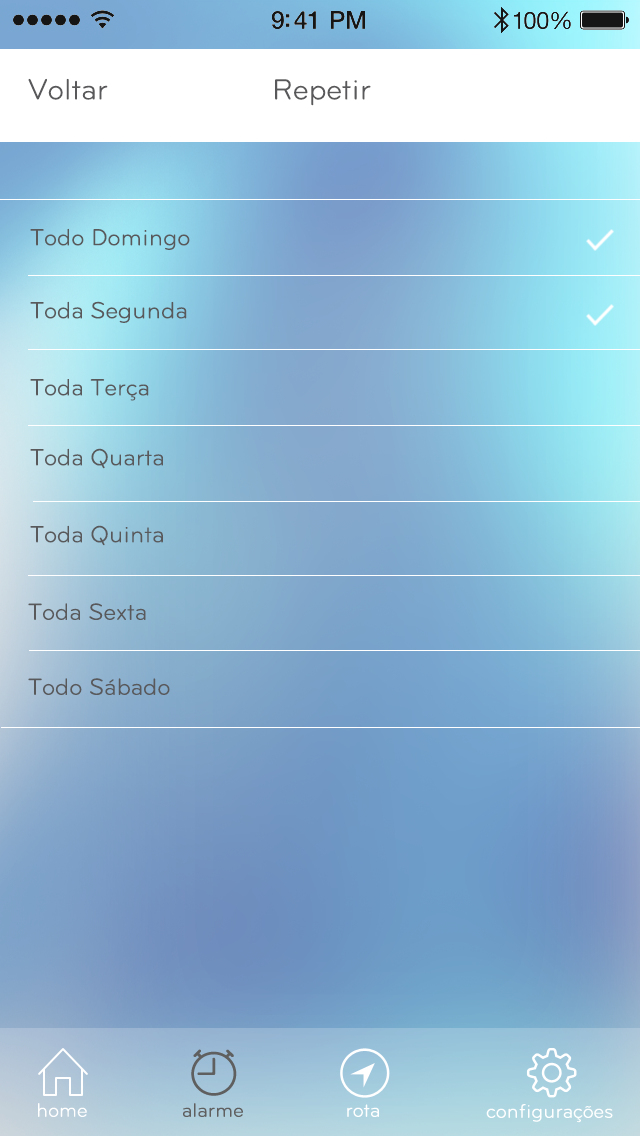 9:41 PM 100%
Voltar Repetir
Todo Domingo
Toda Segunda
Toda Terça
Toda Quarta
Toda Quinta
Toda Sexta
Todo Sábado
home alarme rota configurações